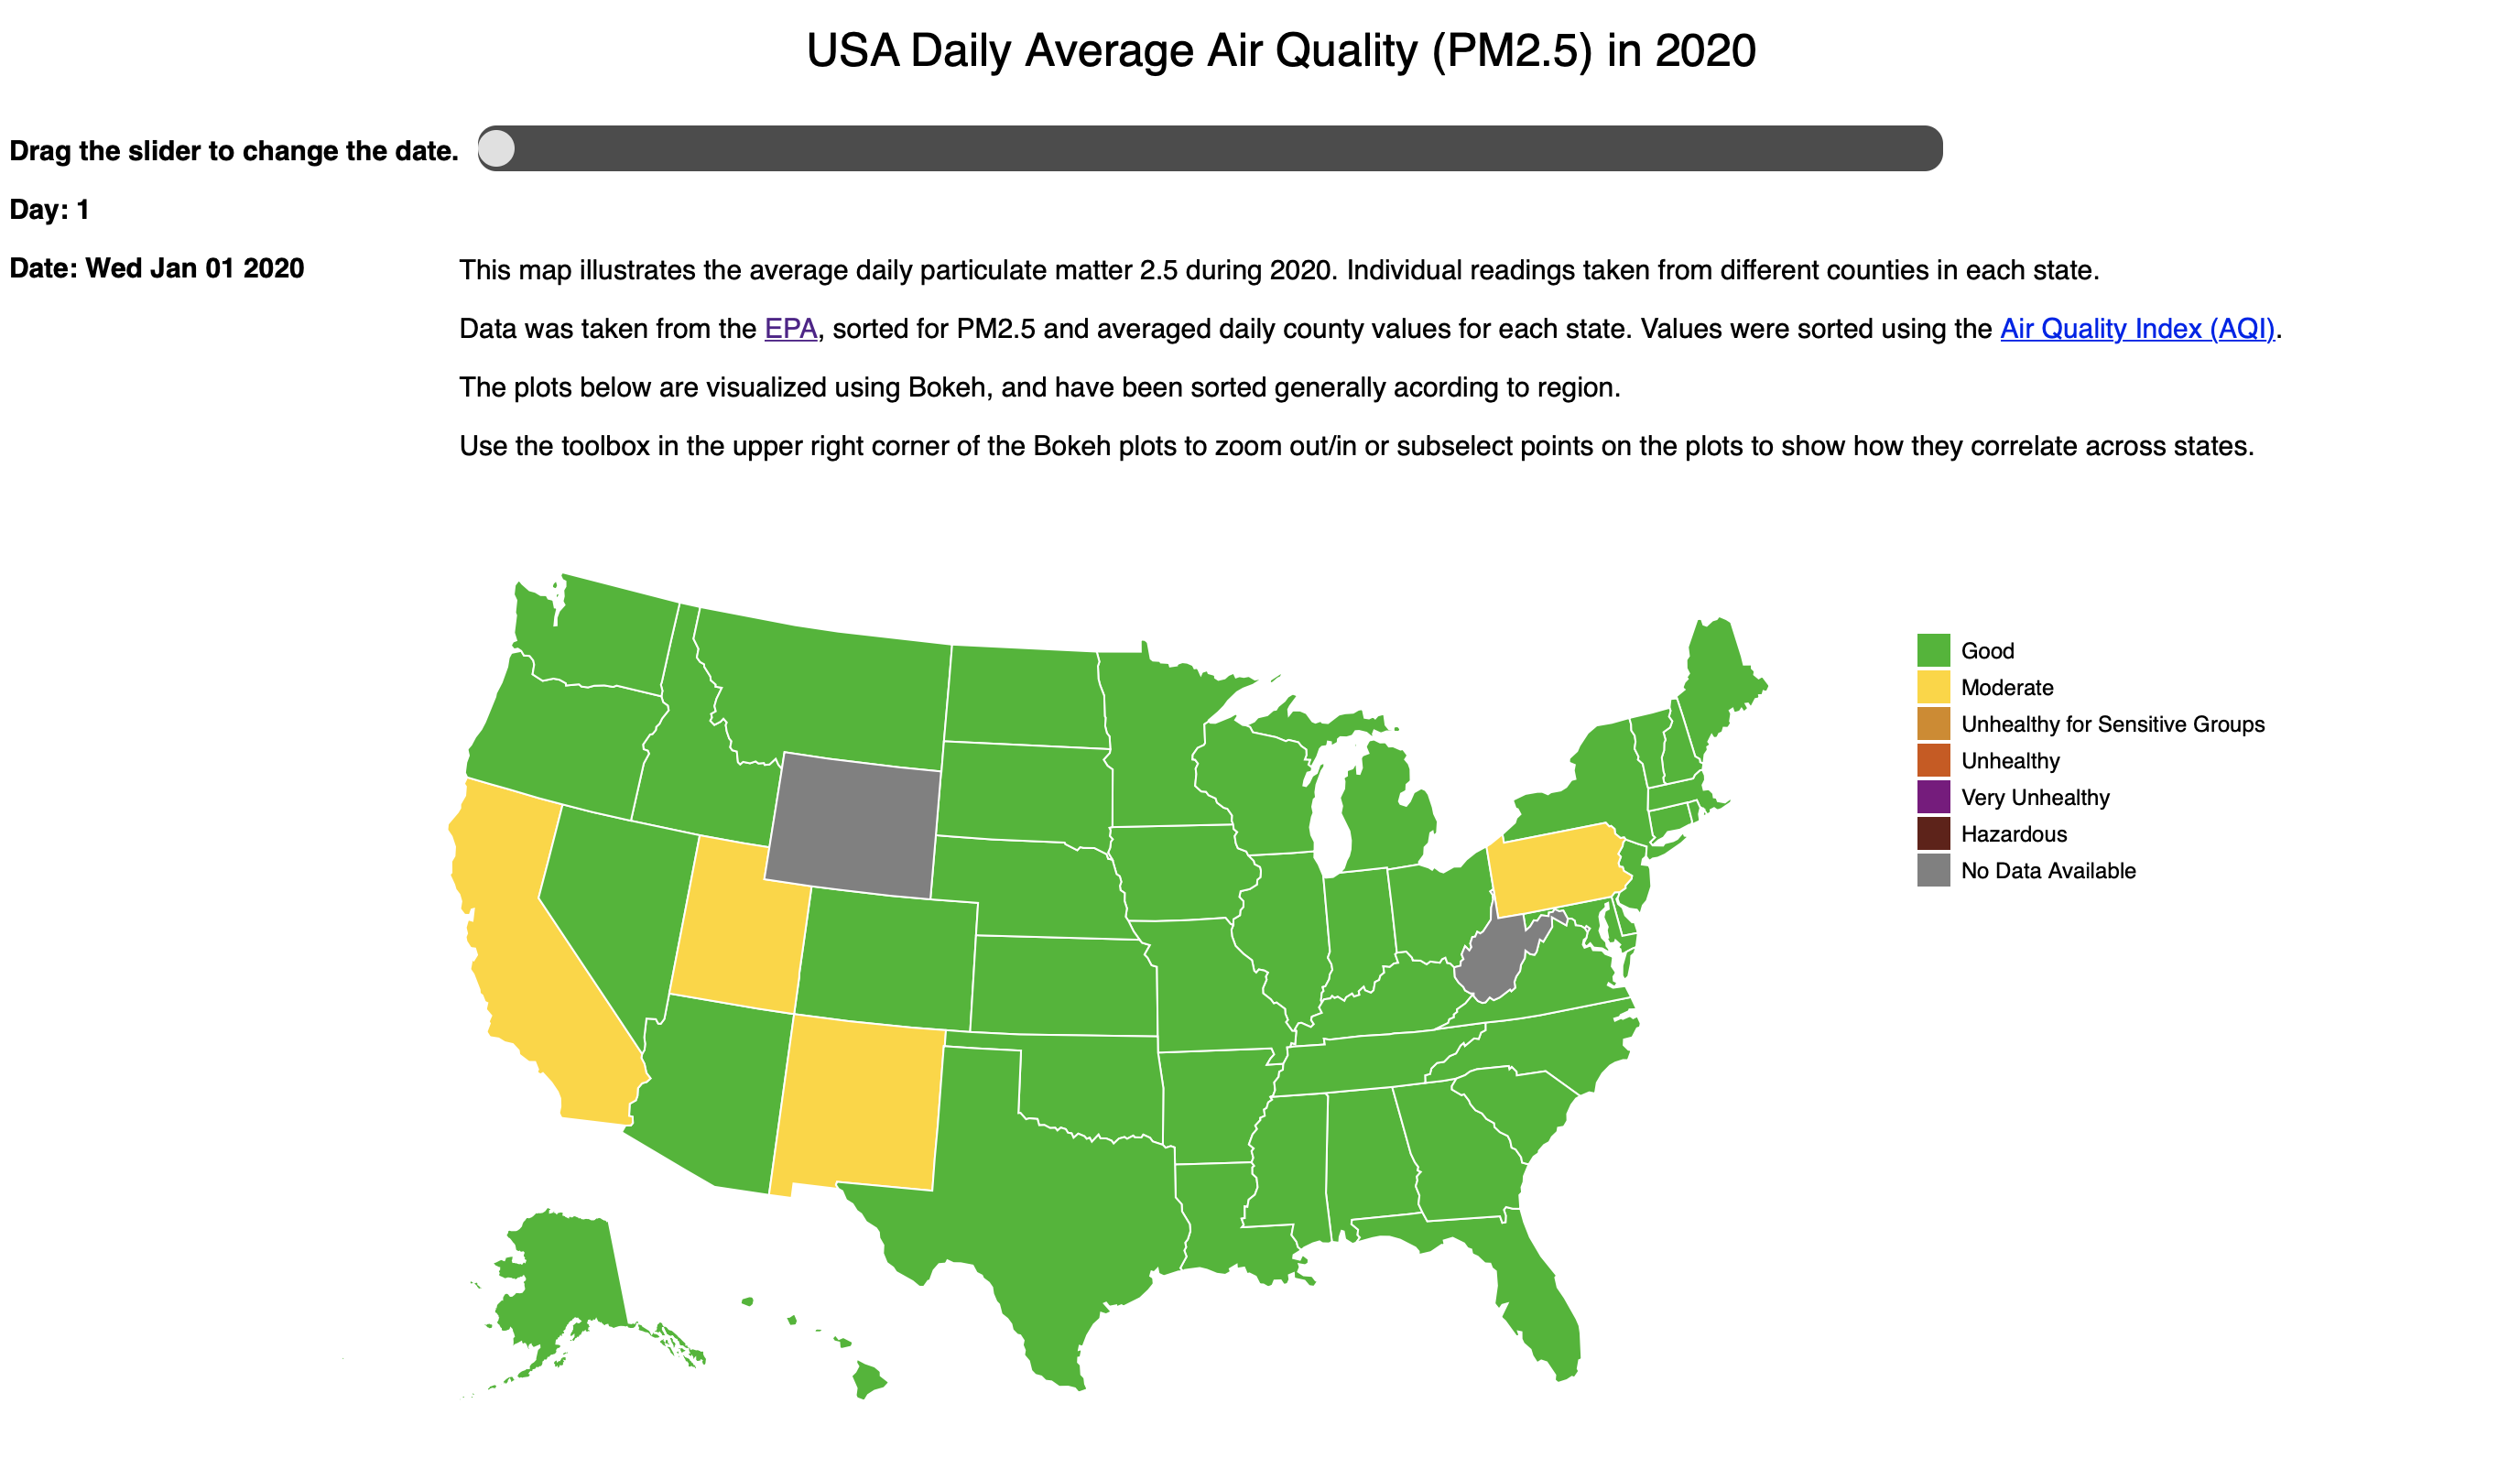 USA Daily Average Air Quality (PM2.5) in 2020
Drag the slider to change the date.
Day: 1
Date: Wed Jan 01 2020
This map illustrates the average daily particulate matter 2.5 during 2020. Individual readings taken from different counties in each state.
Data was taken from the EPA, sorted for PM2.5 and averaged daily county values for each state. Values were sorted using the Air Quality Index (AQI).
The plots below are visualized using Bokeh, and have been sorted generally acording to region.
Use the toolbox in the upper right corner of the Bokeh plots to zoom out/in or subselect points on the plots to show how they correlate across states.
Good
Moderate
Unhealthy for Sensitive Groups
Unhealthy
Very Unhealthy
Hazardous
No Data Available